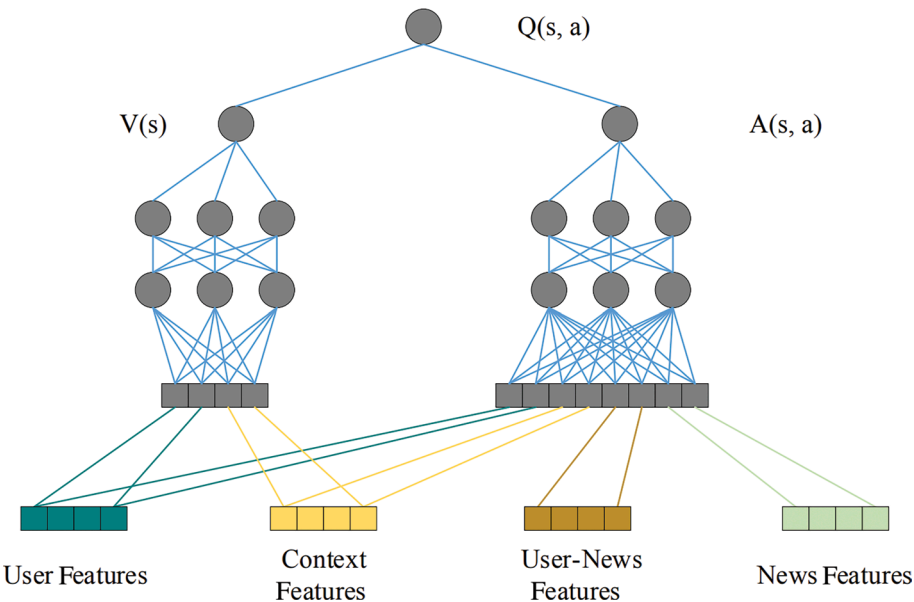 Q(s, a)
V(s)
A(s, a)
User Features
Context
Features
User-News
Features
News Features